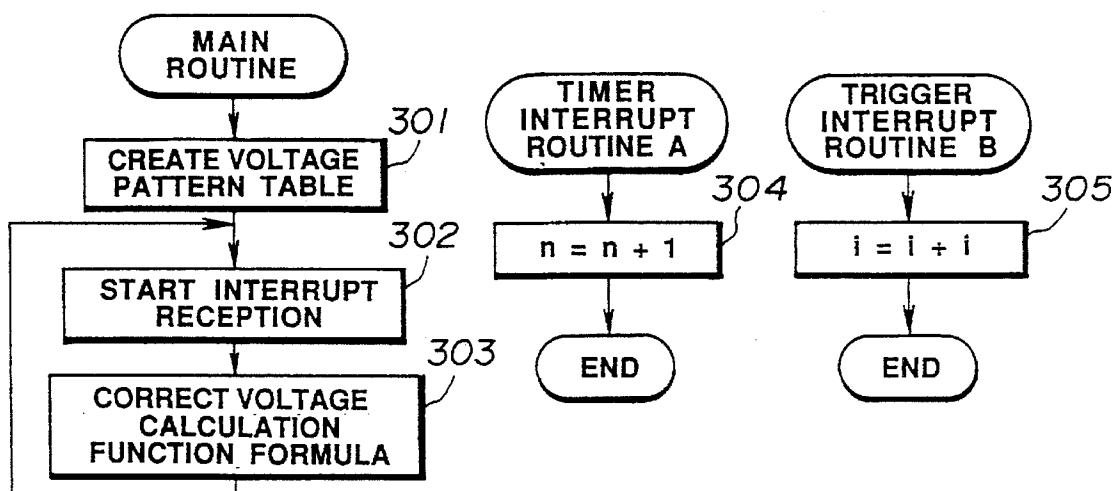 MAIN
ROUTINE
301
CREATE VOLTAGE
PATTERN TABLE
302
START INTERRUPT
RECEPTION
303
CORRECT VOLTAGE
CALCULATION
FUNCTION FORMULA
TIMER
INTERRUPT
ROUTINE A
304
n = n + 1
END
TRIGGER
INTERRUPT
ROUTINE B
305
i = i + i
END